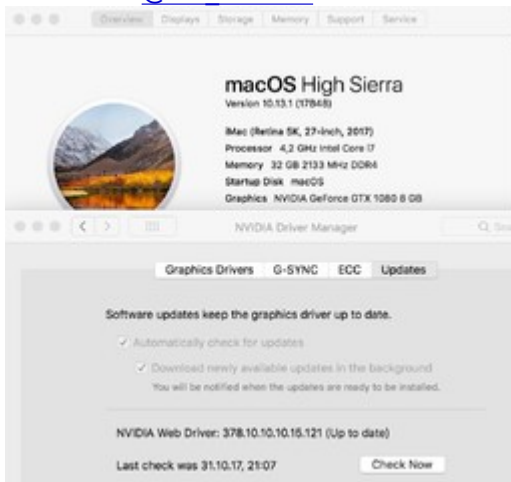 Overview Displays Storage Memory Support Service
macOS High Sierra
Version 10.13.1 (17B48)
iMac (Retina 5K, 27-inch, 2017)
Processor 4,2 GHz Intel Core i7
Memory 32 GB 2133 MHz DDR4
Startup Disk macOS
Graphics NVIDIA GeForce GTX 1080 8 GB
NVIDIA Driver Manager
Graphics Drivers G-SYNC ECC Updates
Software updates keep the graphics driver up to date.
Automatically check for updates
Download newly available updates in the background
You will be notified when the updates are ready to be installed.
NVIDIA Web Driver: 378.10.10.10.15.121 (Up to date)
Last check was 31.10.17, 21:07 Check Now